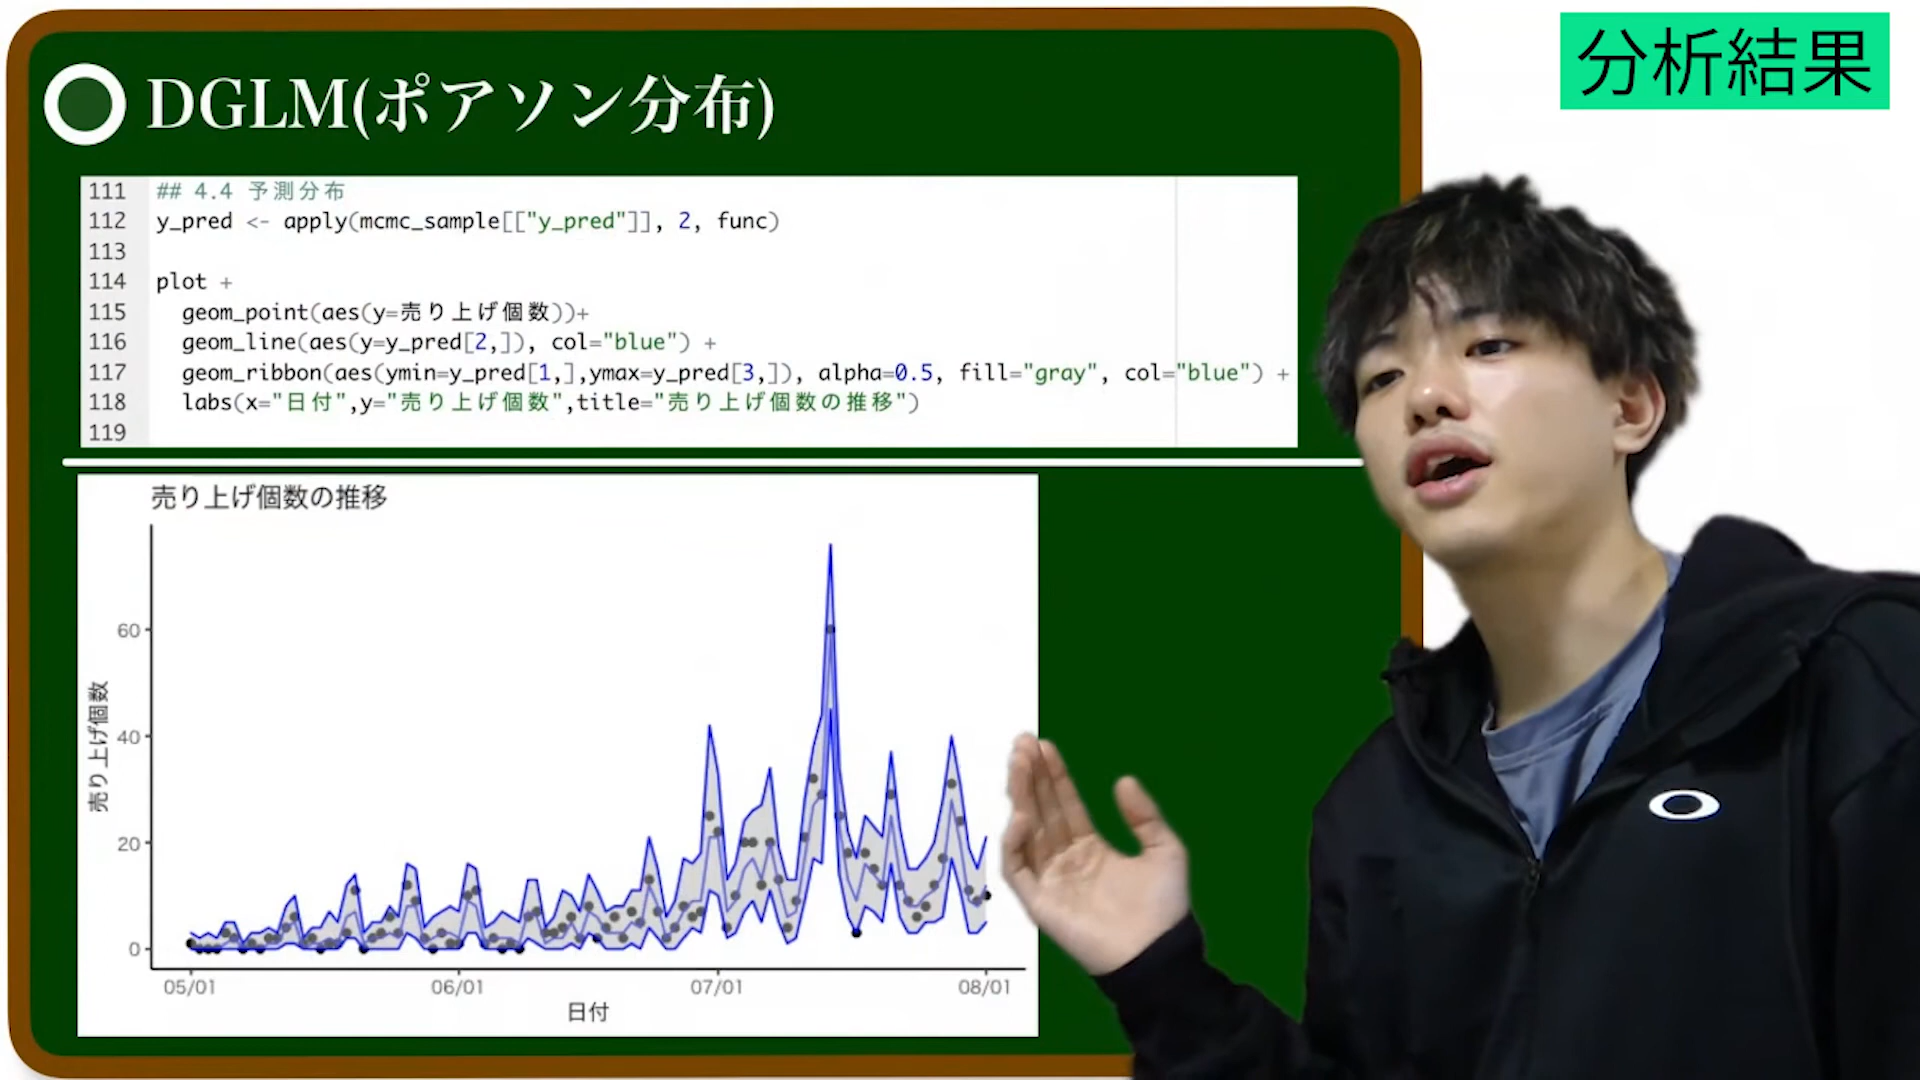 分析結果
DGLM(ポアソン分布)
111 ## 4.4 予測分布
112 y_pred <- apply(mcmc_sample[["y_pred"]], 2, func)
113
114 plot +
115 geom_point(aes(y=売り上げ個数))+
116 geom_line(aes(y=y_pred[2,]), col="blue") +
117 geom_ribbon(aes(ymin=y_pred[1,],ymax=y_pred[3,]), alpha=0.5, fill="gray", col="blue") +
118 labs(x="日付",y="売り上げ個数",title="売り上げ個数の推移")
119
売り上げ個数の推移
売り上げ個数
60
40
20
0
05/01 06/01 07/01 08/01
日付